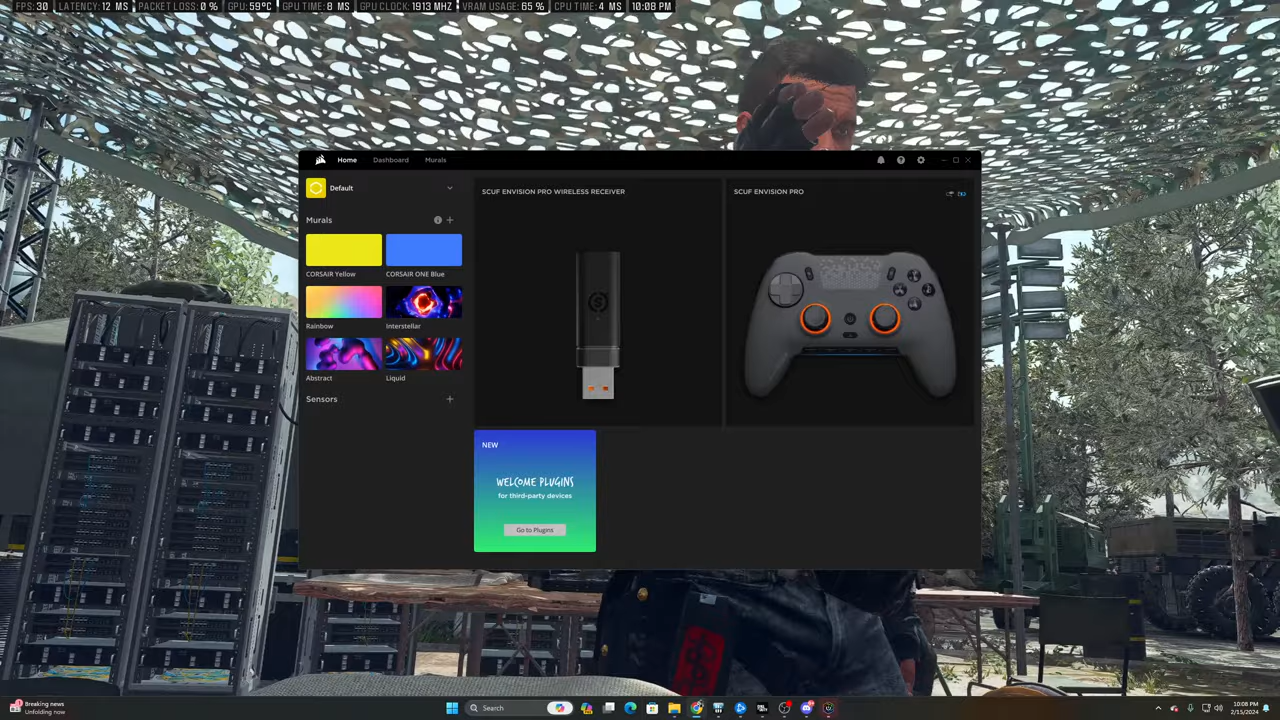 FPS: 30 LATENCY: 12 MS PACKET LOSS: 0 % GPU: 59°C GPU TIME: 8 MS GPU CLOCK: 1913 MHZ VRAM USAGE: 65 % CPU TIME: 4 MS 10:08 PM
Home Dashboard Murals
Default
Murals
CORSAIR Yellow CORSAIR ONE Blue
Rainbow Interstellar
Abstract Liquid
Sensors
SCUF ENVISION PRO WIRELESS RECEIVER
SCUF ENVISION PRO
NEW
WELCOME PLUGINS
for third-party devices
Go to Plugins
Breaking news
Unfolding now
Search
10:08 PM
2/15/2024